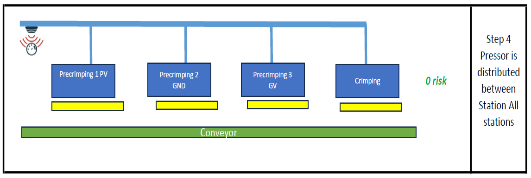 Precrimping 1 PV
Precrimping 2
GND
Precrimping 3
GV
Crimping
0 risk
Conveyor
Step 4
Pressor is
distributed
between
Station All
stations